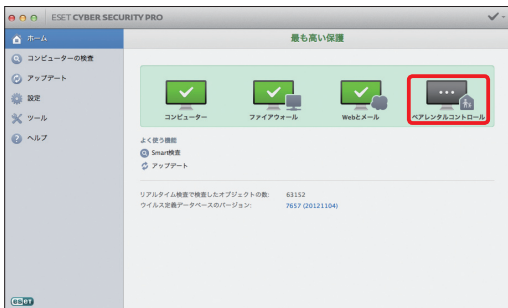 ESET CYBER SECURITY PRO
ホーム
最も高い保護
コンピューターの検査
アップデート
設定
ツール
ヘルプ
コンピューター
ファイアウォール
Webとメール
ペアレンタルコントロール
よく使う機能
Smart検査
アップデート
リアルタイム検査で検査したオブジェクトの数: 63152
ウイルス定義データベースのバージョン: 7657 (20121104)
eset